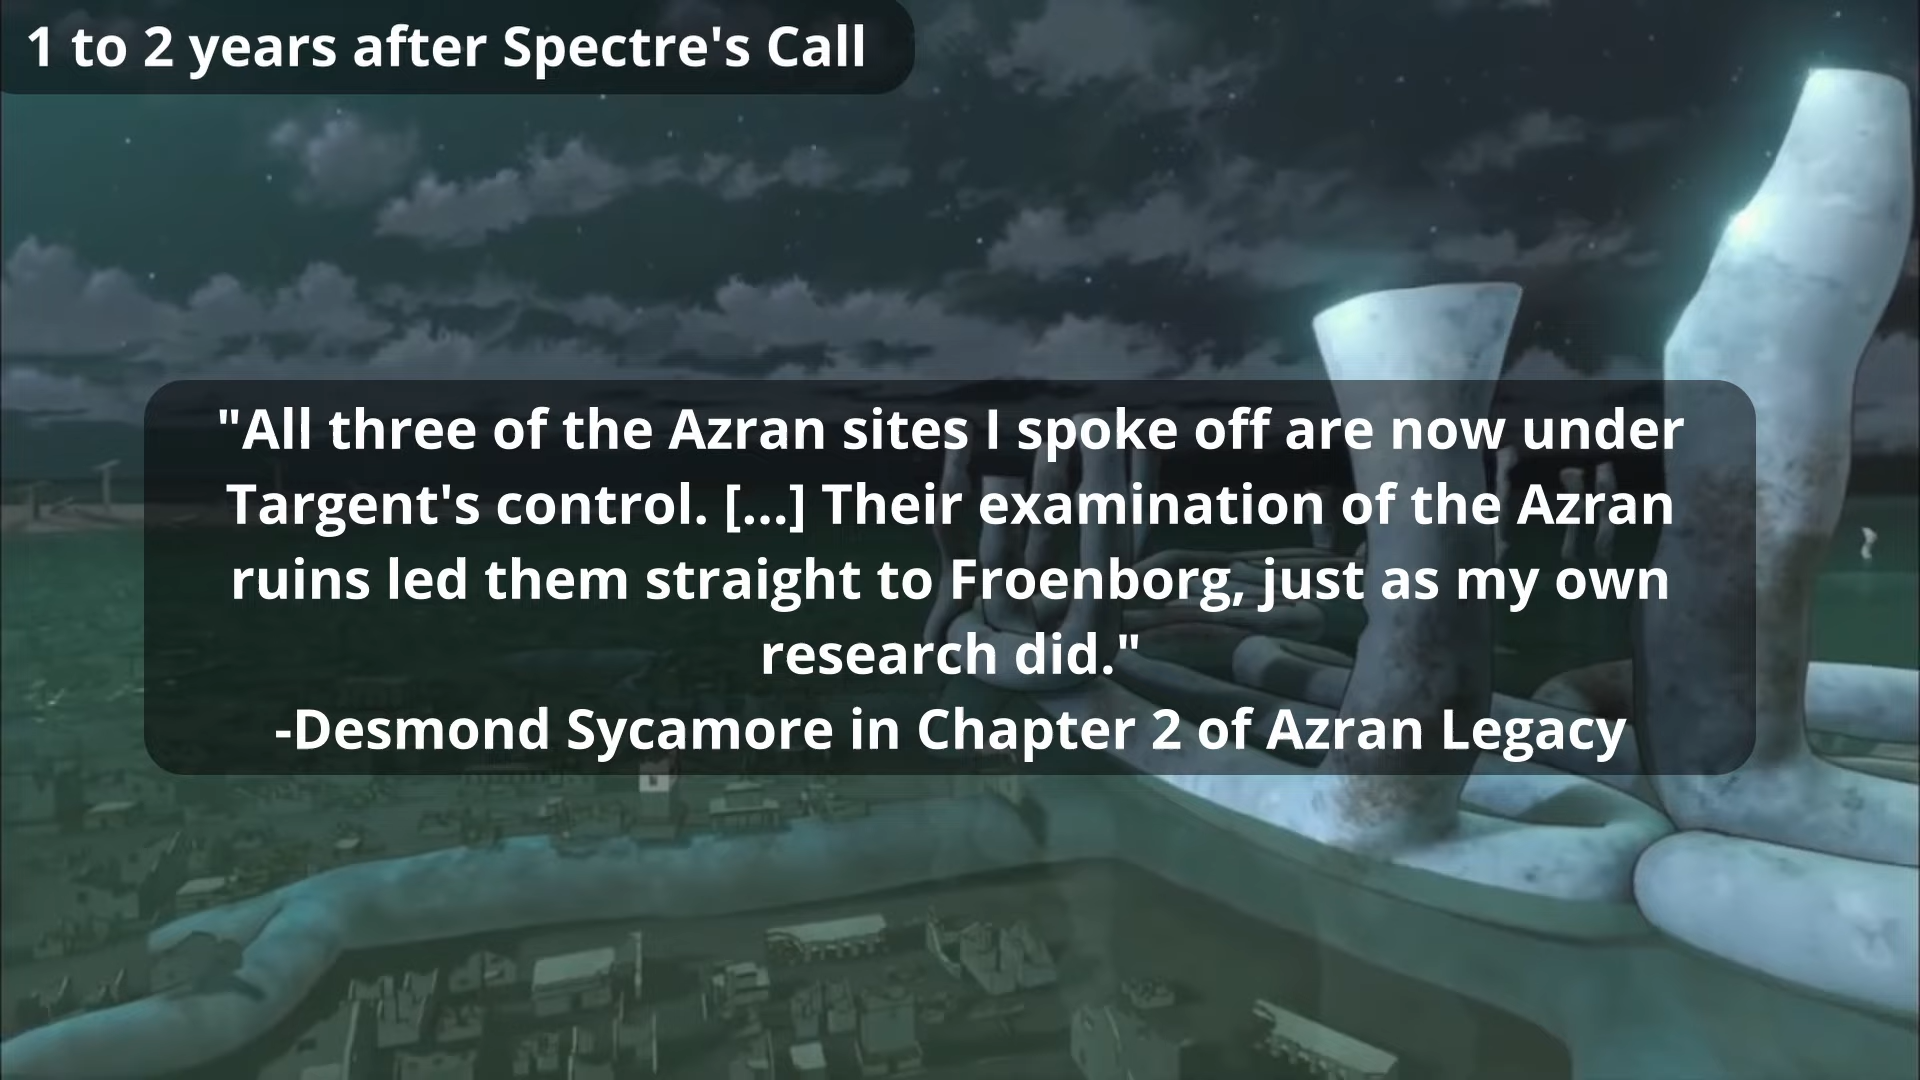 1 to 2 years after Spectre's Call
"All three of the Azran sites I spoke off are now under
Targent's control. [...] Their examination of the Azran
ruins led them straight to Froenborg, just as my own
research did."
-Desmond Sycamore in Chapter 2 of Azran Legacy